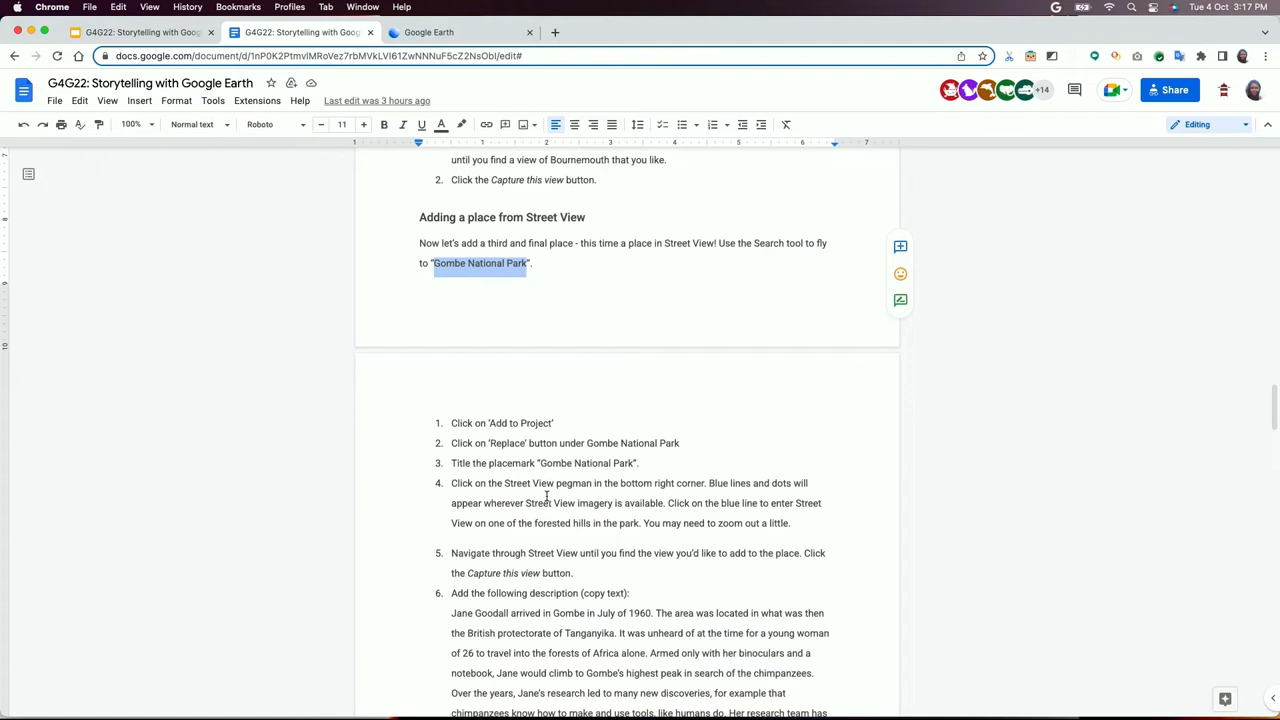 Chrome File Edit View History Bookmarks Profiles Tab Window Help
Tue 4 Oct 3:17 PM
G4G22: Storytelling with Goog
G4G22: Storytelling with Goog
Google Earth
docs.google.com/document/d/1nP0K2PtmvlMRoVez7rbMVkLVI61ZwNNNuF5cZ2NsObI/edit#
G4G22: Storytelling with Google Earth
File Edit View Insert Format Tools Extensions Help Last edit was 3 hours ago
+14
Share
100% Normal text Roboto 11 B I U A Editing
1 1 2 3 4 5 6 7
7
8
9
10
until you find a view of Bournemouth that you like.
2. Click the Capture this view button.
Adding a place from Street View
Now let's add a third and final place - this time a place in Street View! Use the Search tool to fly
to “Gombe National Park”.
1. Click on ‘Add to Project’
2. Click on ‘Replace’ button under Gombe National Park
3. Title the placemark “Gombe National Park”.
4. Click on the Street View pegman in the bottom right corner. Blue lines and dots will
appear wherever Street View imagery is available. Click on the blue line to enter Street
View on one of the forested hills in the park. You may need to zoom out a little.
5. Navigate through Street View until you find the view you'd like to add to the place. Click
the Capture this view button.
6. Add the following description (copy text):
Jane Goodall arrived in Gombe in July of 1960. The area was located in what was then
the British protectorate of Tanganyika. It was unheard of at the time for a young woman
of 26 to travel into the forests of Africa alone. Armed only with her binoculars and a
notebook, Jane would climb to Gombe's highest peak in search of the chimpanzees.
Over the years, Jane's research led to many new discoveries, for example that
chimpanzees know how to make and use tools, like humans do. Her research team has